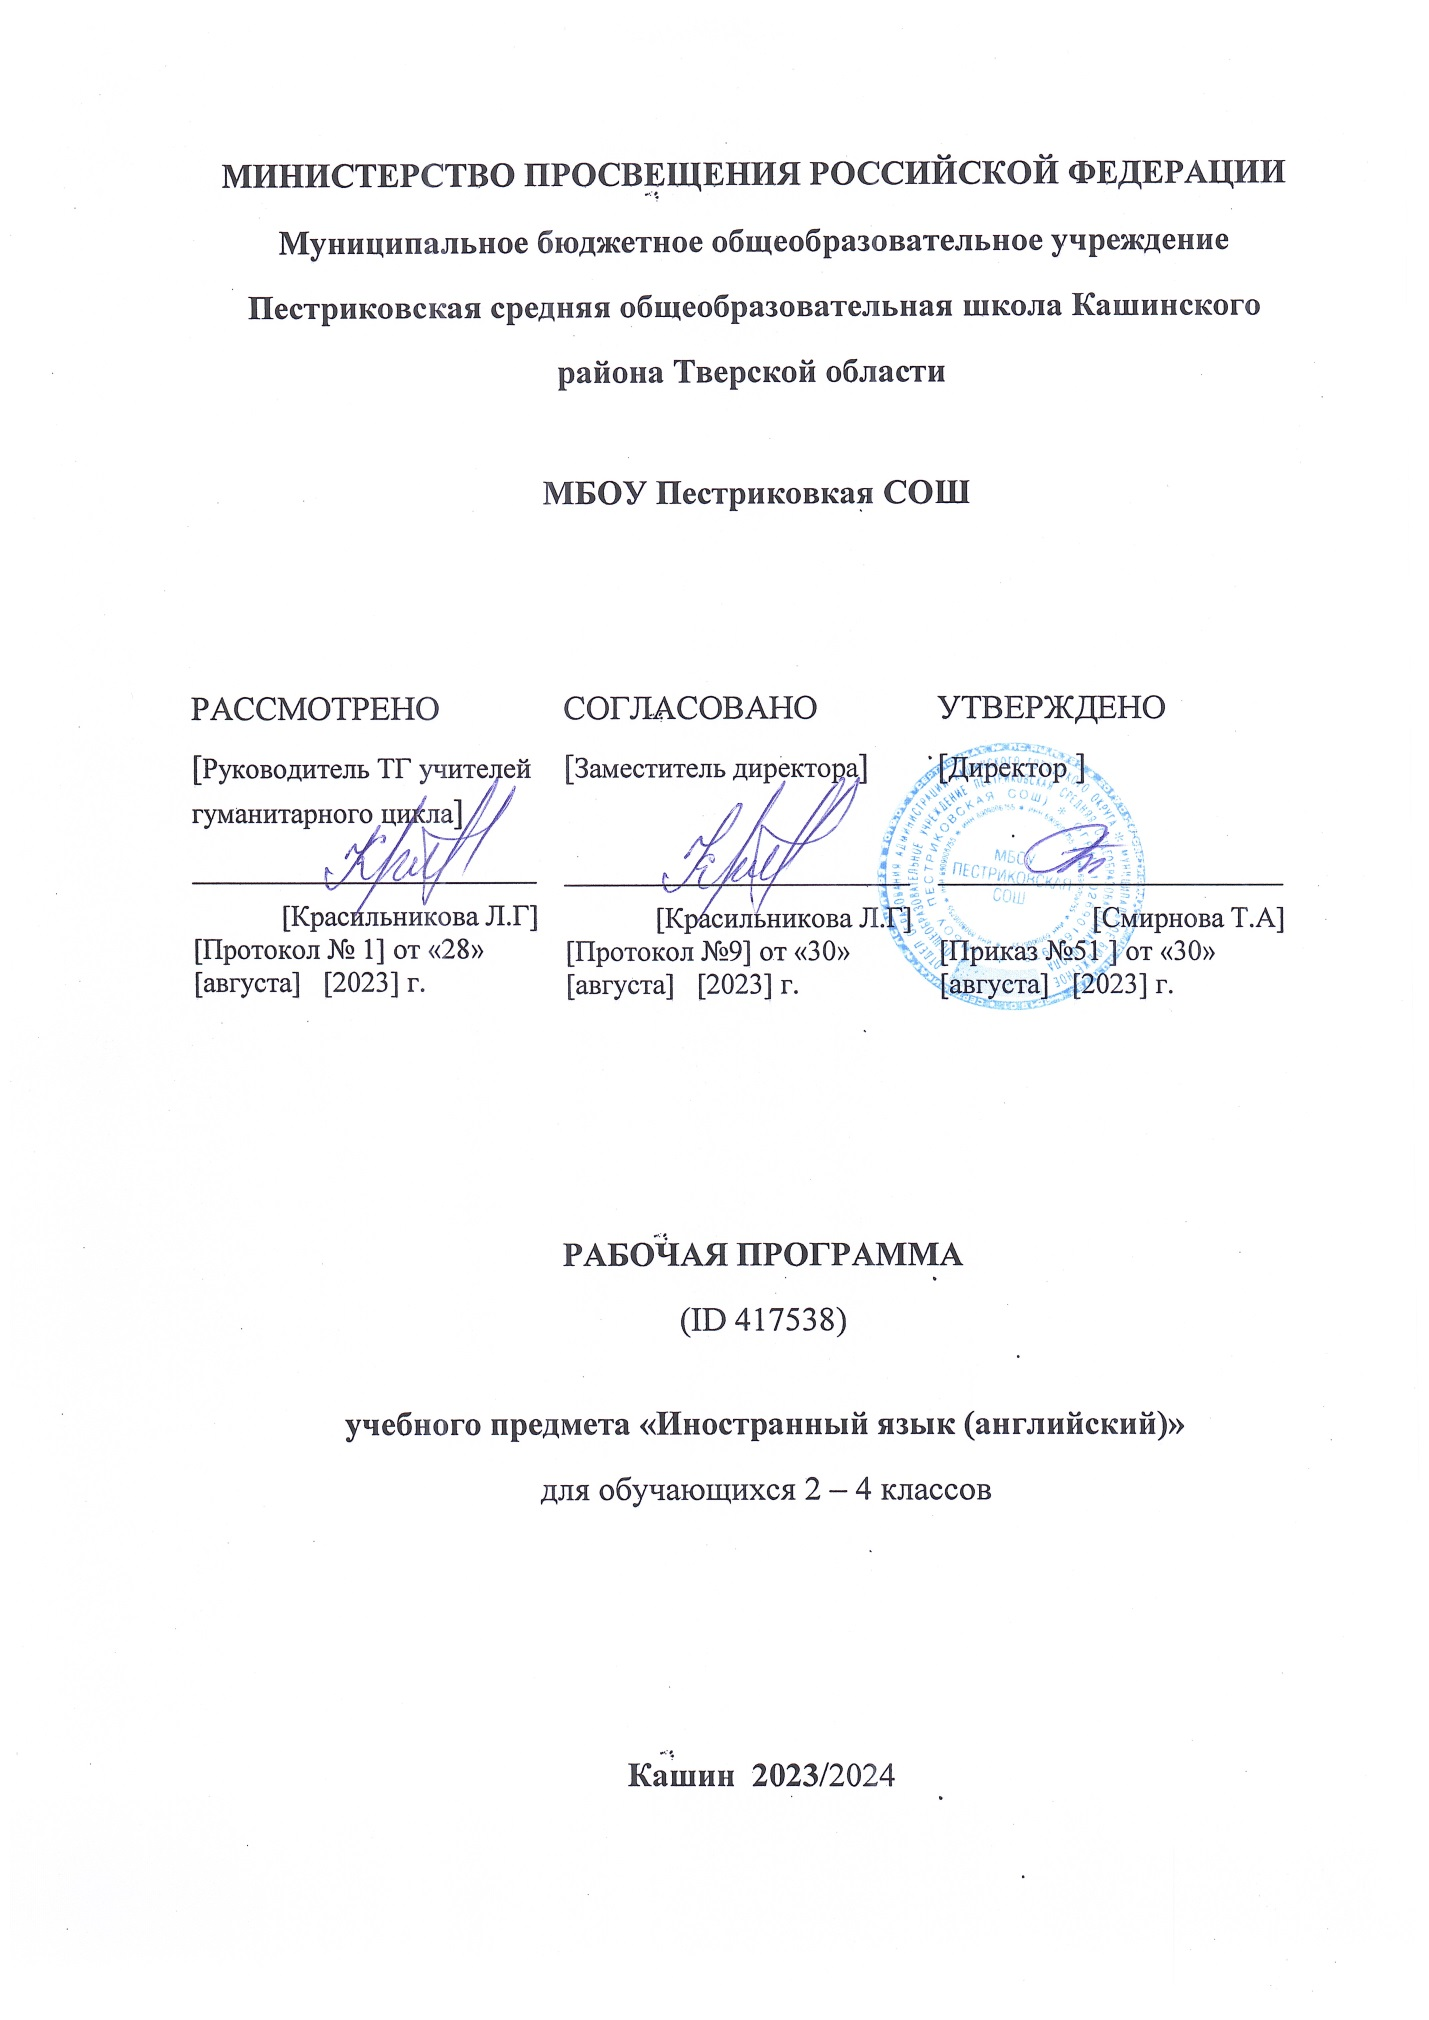 МИНИСТЕРСТВО ПРОСВЕЩЕНИЯ РОССИЙСКОЙ ФЕДЕРАЦИИ
Муниципальное бюджетное общеобразовательное учреждение
Пестриковская средняя общеобразовательная школа Кашинского
района Тверской области
МБОУ Пестриковкая СОШ
РАССМОТРЕНО
[Руководитель ТГ учителей
гуманитарного цикла]
[Красильникова Л.Г]
[Протокол № 1] от «28»
[августа] [2023] г.
СОГЛАСОВАНО
[Заместитель директора]
[Красильникова Л.Г]
[Протокол №9] от «30»
[августа] [2023] г.
УТВЕРЖДЕНО
[Директор ]
[Смирнова Т.А]
[Приказ №51 ] от «30»
[августа] [2023] г.
МБОУ
ПЕСТРИКОВСКАЯ
СОШ
РАБОЧАЯ ПРОГРАММА
(ID 417538)
учебного предмета «Иностранный язык (английский)»
для обучающихся 2 – 4 классов
Кашин 2023/2024